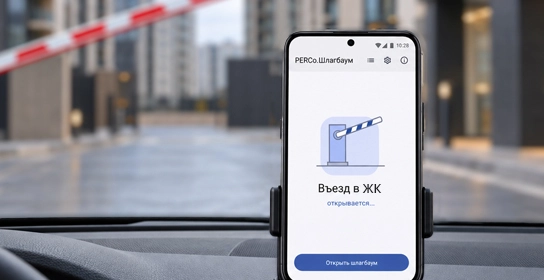 10:28
PERCo.Шлагбаум
Въезд в ЖК
открывается...
Открыть шлагбаум